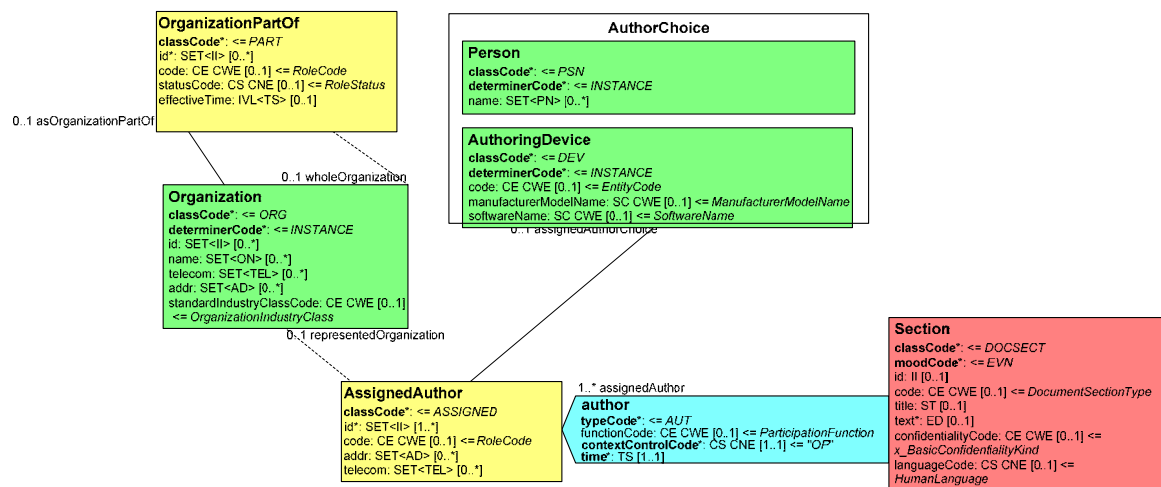 OrganizationPartOf
classCode*: <= PART
id*: SET<II> [0..*]
code: CE CWE [0..1] <= RoleCode
statusCode: CS CNE [0..1] <= RoleStatus
effectiveTime: IVL<TS> [0..1]
0..1 asOrganizationPartOf
0..1 wholeOrganization
Organization
classCode*: <= ORG
determinerCode*: <= INSTANCE
id: SET<II> [0..*]
name: SET<ON> [0..*]
telecom: SET<TEL> [0..*]
addr: SET<AD> [0..*]
standardIndustryClassCode: CE CWE [0..1]
<= OrganizationIndustryClass
0..1 representedOrganization
AuthorChoice
Person
classCode*: <= PSN
determinerCode*: <= INSTANCE
name: SET<PN> [0..*]
AuthoringDevice
classCode*: <= DEV
determinerCode*: <= INSTANCE
code: CE CWE [0..1] <= EntityCode
manufacturerModelName: SC CWE [0..1] <= ManufacturerModelName
softwareName: SC CWE [0..1] <= SoftwareName
0..1 assignedAuthorChoice
AssignedAuthor
classCode*: <= ASSIGNED
id*: SET<II> [1..*]
code: CE CWE [0..1] <= RoleCode
addr: SET<AD> [0..*]
telecom: SET<TEL> [0..*]
1..* assignedAuthor
author
typeCode*: <= AUT
functionCode: CE CWE [0..1] <= ParticipationFunction
contextControlCode*: CS CNE [1..1] <= "OP"
time*: TS [1..1]
Section
classCode*: <= DOCSECT
moodCode*: <= EVN
id: II [0..1]
code: CE CWE [0..1] <= DocumentSectionType
title: ST [0..1]
text*: ED [0..1]
confidentialityCode: CE CWE [0..1] <=
x_BasicConfidentialityKind
languageCode: CS CNE [0..1] <=
HumanLanguage